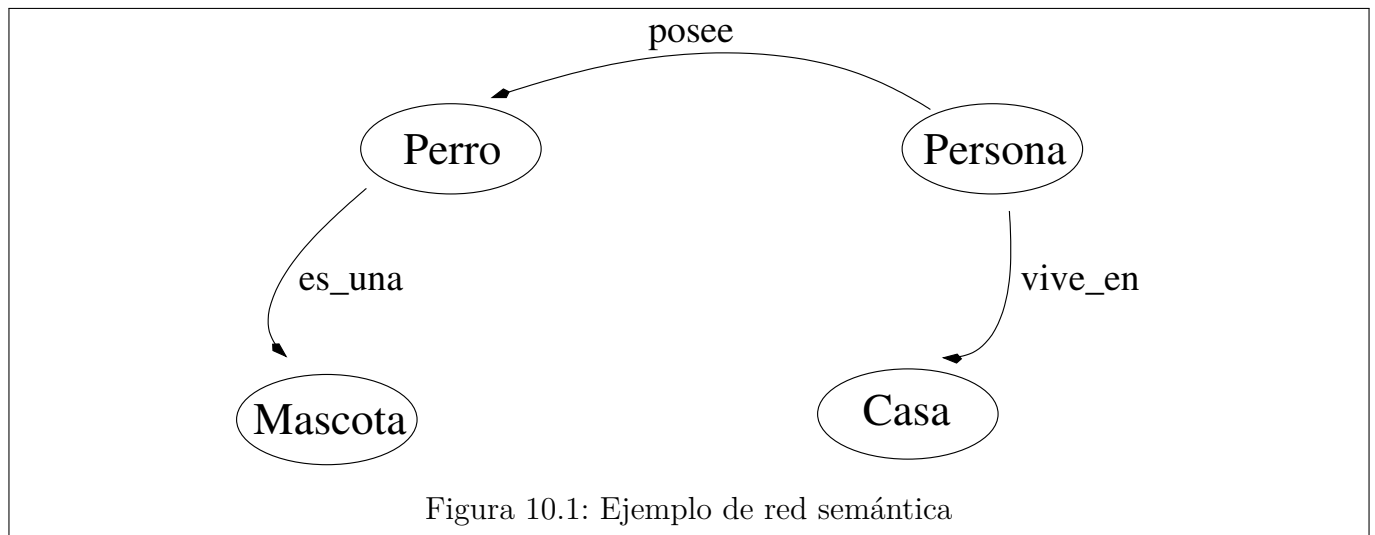 posee
Perro
Persona
es_una
vive_en
Mascota
Casa
Figura 10.1: Ejemplo de red semántica